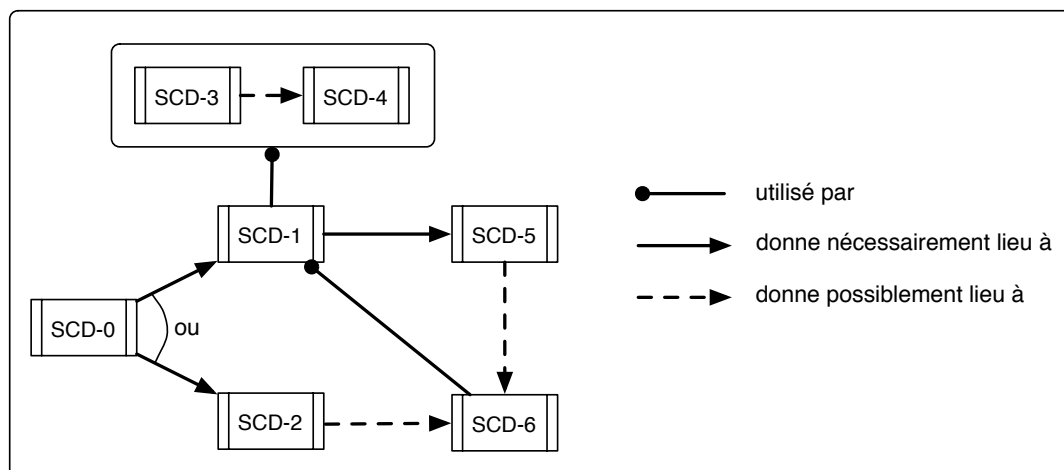 SCD-3
SCD-4
SCD-1
SCD-5
utilisé par
donne nécessairement lieu à
donne possiblement lieu à
SCD-0
ou
SCD-2
SCD-6